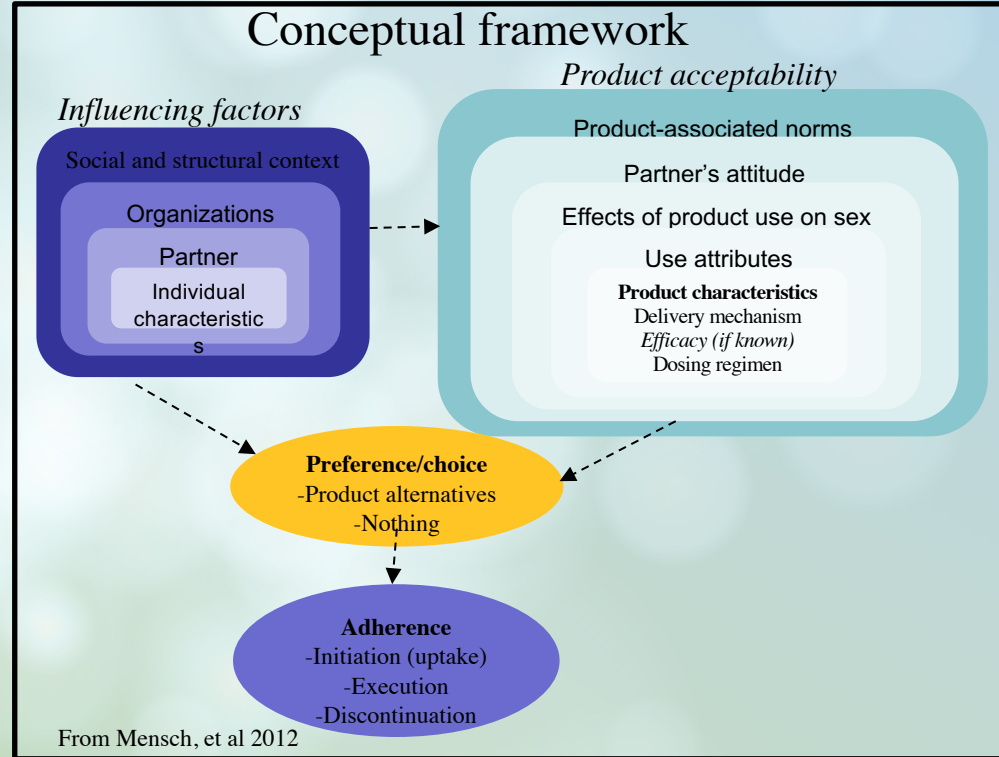 Conceptual framework
Influencing factors
Social and structural context
Organizations
Partner
Individual
characteristic
s
Product acceptability
Product-associated norms
Partner’s attitude
Effects of product use on sex
Use attributes
Product characteristics
Delivery mechanism
Efficacy (if known)
Dosing regimen
Preference/choice
-Product alternatives
-Nothing
Adherence
-Initiation (uptake)
-Execution
-Discontinuation
From Mensch, et al 2012